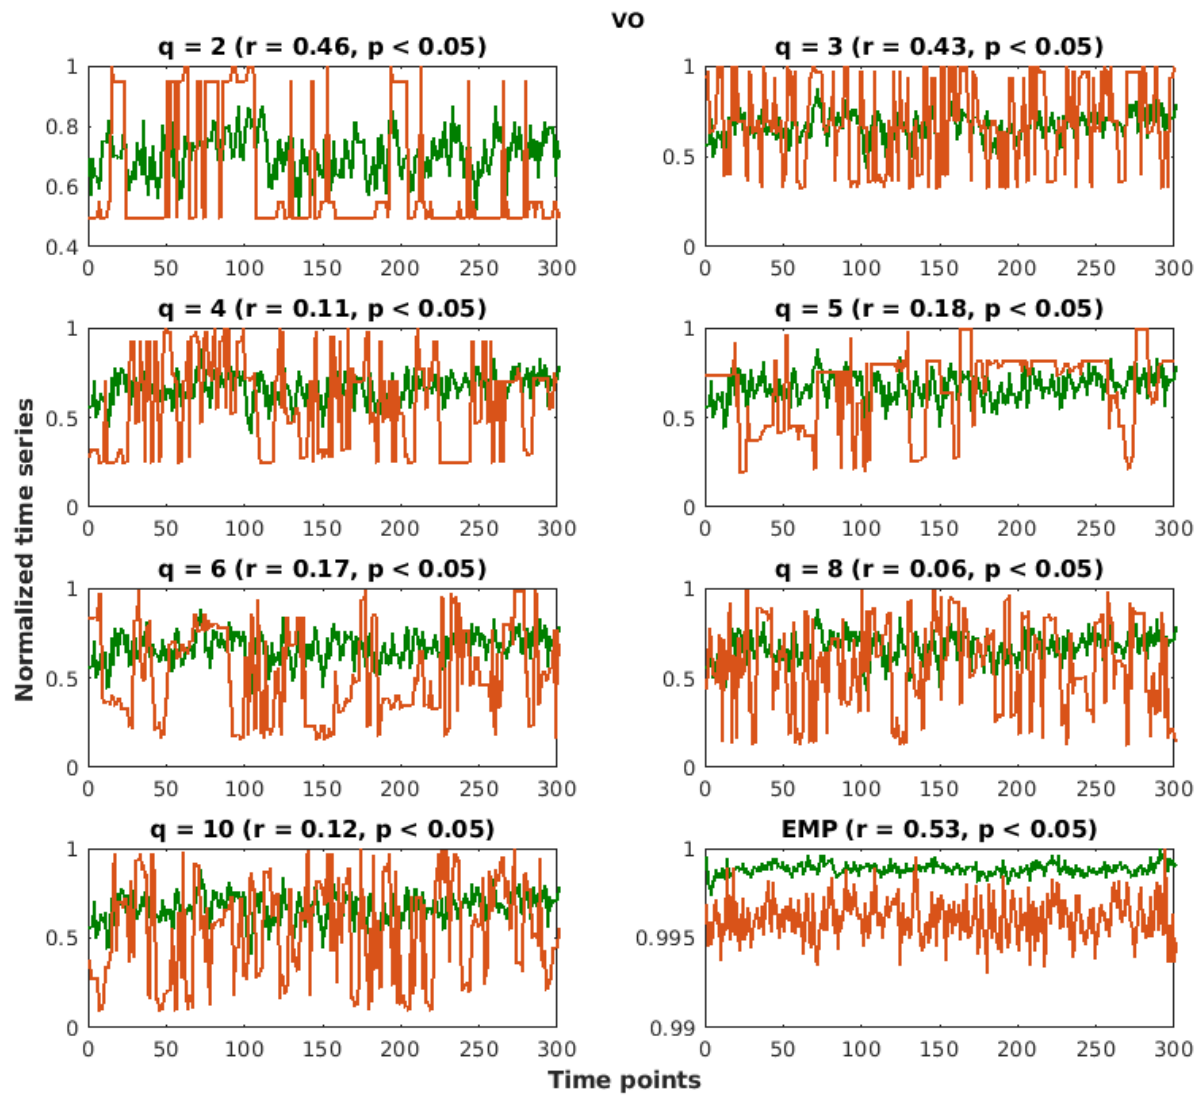 VO
q = 2 (r = 0.46, p < 0.05)
q = 3 (r = 0.43, p < 0.05)
1
0.8
0.6
0.4
0 50 100 150 200 250 300
1
0.5
0
0 50 100 150 200 250 300
q = 4 (r = 0.11, p < 0.05)
q = 5 (r = 0.18, p < 0.05)
1
0.5
0
0 50 100 150 200 250 300
1
0.5
0
0 50 100 150 200 250 300
Normalized time series
q = 6 (r = 0.17, p < 0.05)
q = 8 (r = 0.06, p < 0.05)
1
0.5
0
0 50 100 150 200 250 300
1
0.5
0
0 50 100 150 200 250 300
q = 10 (r = 0.12, p < 0.05)
EMP (r = 0.53, p < 0.05)
1
0.5
0
0 50 100 150 200 250 300
1
0.995
0.99
0 50 100 150 200 250 300
Time points